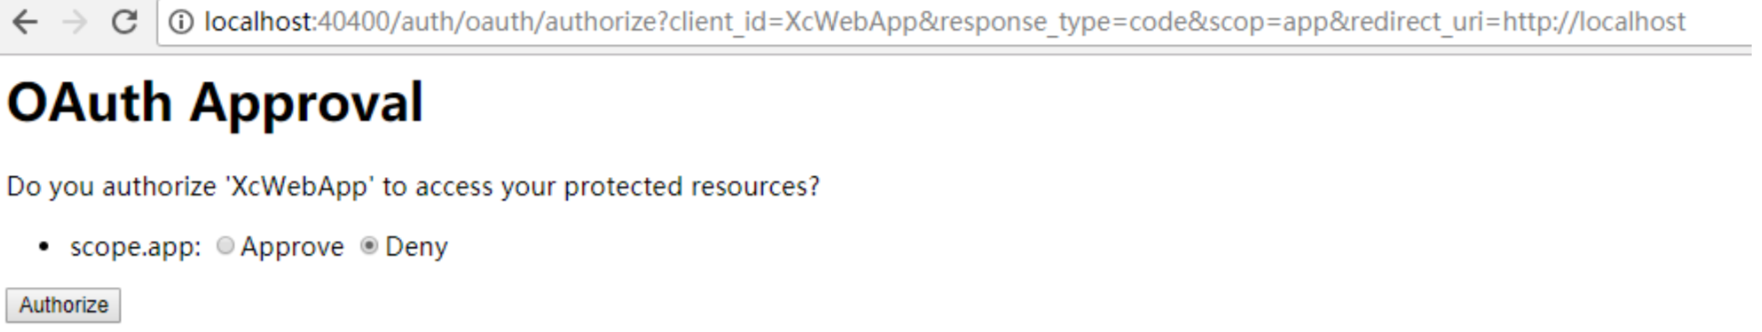 localhost:40400/auth/oauth/authorize?client_id=XcWebApp&response_type=code&scop=app&redirect_uri=http://localhost
OAuth Approval
Do you authorize 'XcWebApp' to access your protected resources?
• scope.app: Approve Deny
Authorize